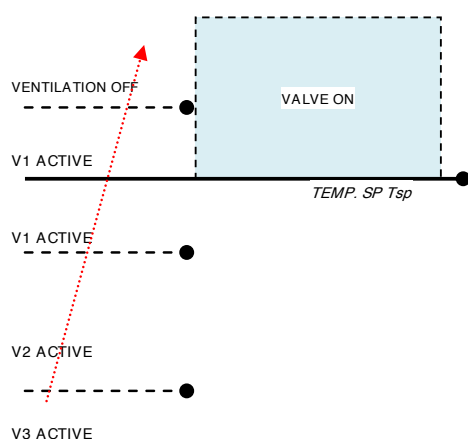 VENTILATION OFF
VALVE ON
V1 ACTIVE
TEMP. SP Tsp
V1 ACTIVE
V2 ACTIVE
V3 ACTIVE